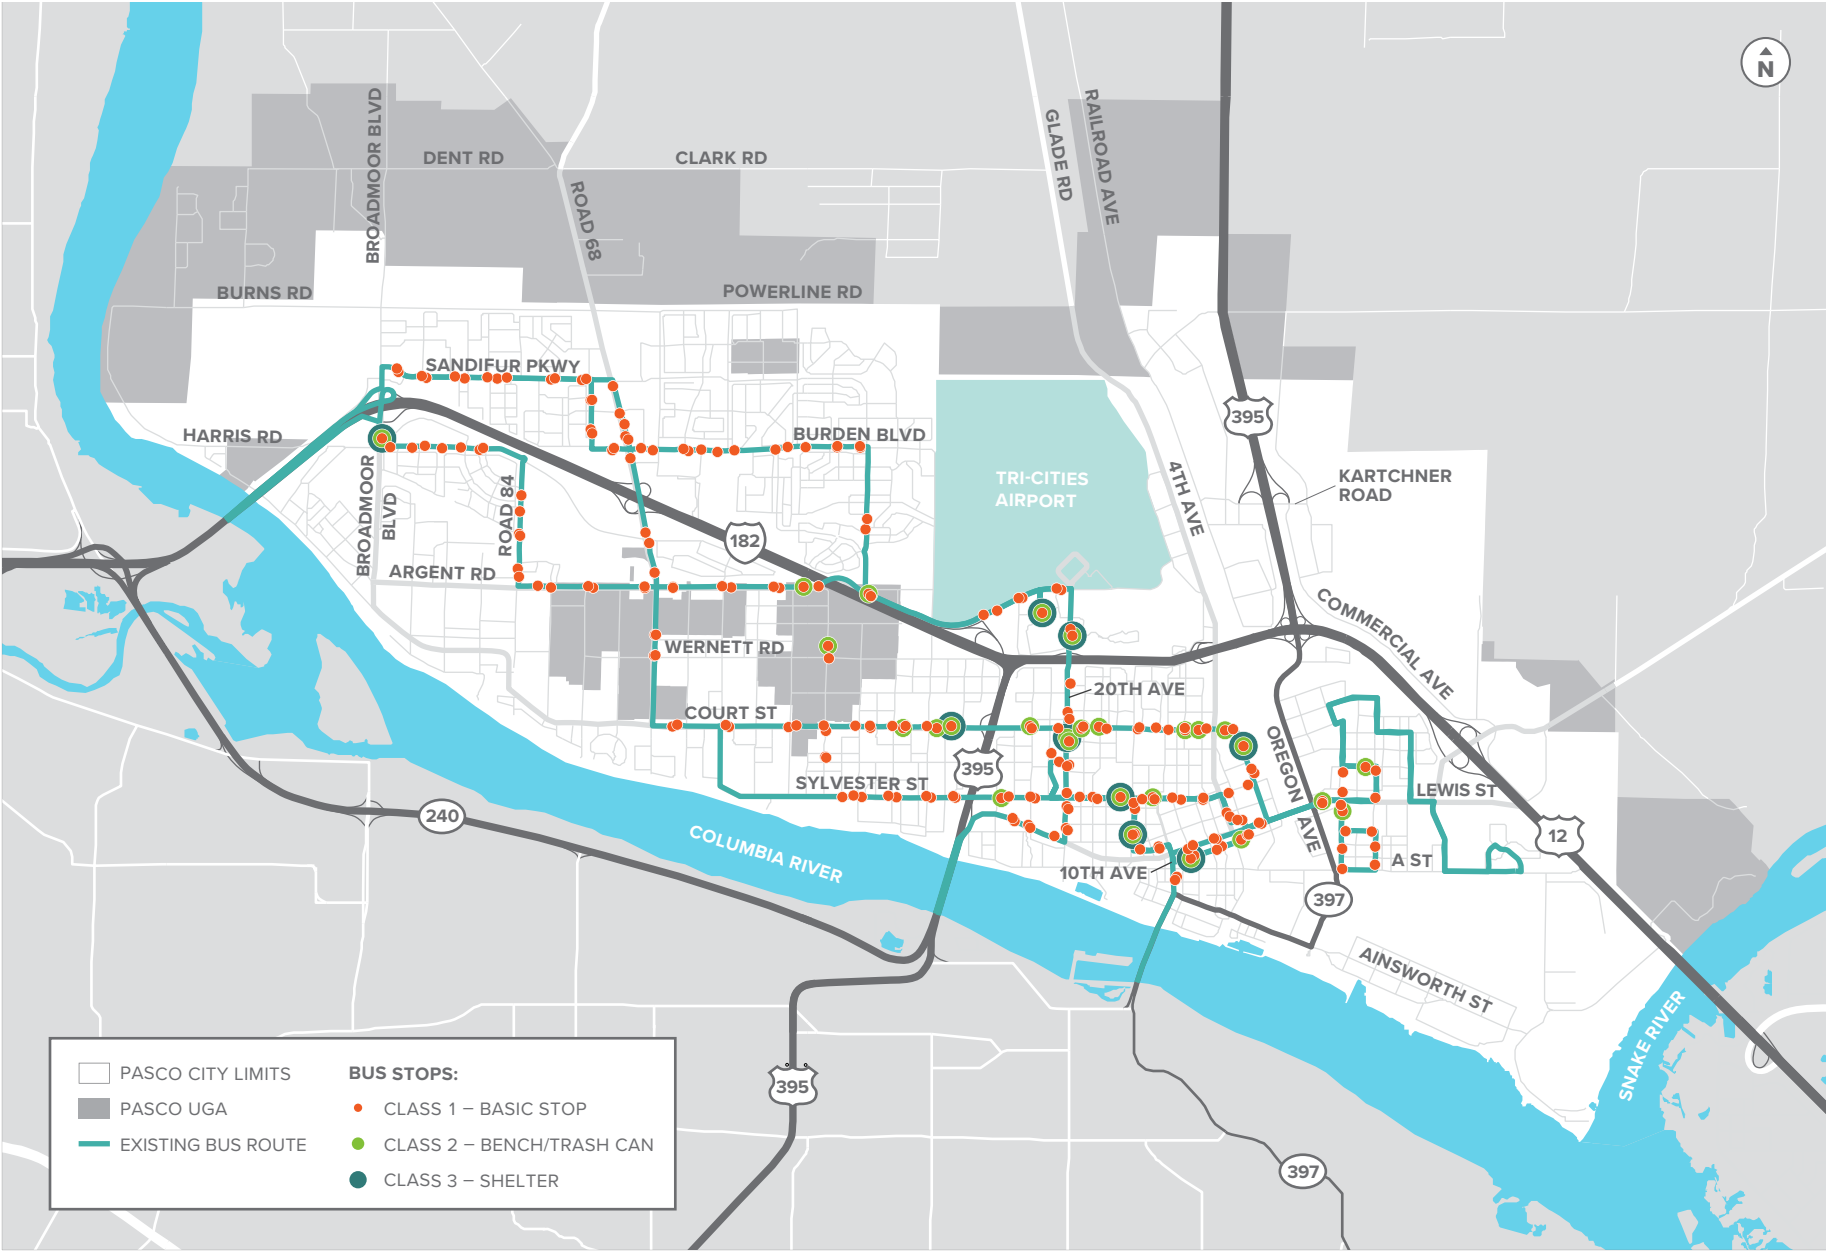 N
BROADMOOR BLVD
DENT RD
CLARK RD
ROAD 68
GLADE RD
RAILROAD AVE
BURNS RD
POWERLINE RD
SANDIFUR PKWY
HARRIS RD
BURDEN BLVD
395
TRI-CITIES
AIRPORT
4TH AVE
KARTCHNER
ROAD
BROADMOOR
BLVD
ROAD 84
182
ARGENT RD
COMMERCIAL AVE
WERNETT RD
20TH AVE
COURT ST
OREGON
AVE
395
SYLVESTER ST
LEWIS ST
240
COLUMBIA RIVER
12
A ST
10TH AVE
397
AINSWORTH ST
SNAKE RIVER
395
397
PASCO CITY LIMITS
PASCO UGA
EXISTING BUS ROUTE
BUS STOPS:
CLASS 1 – BASIC STOP
CLASS 2 – BENCH/TRASH CAN
CLASS 3 – SHELTER